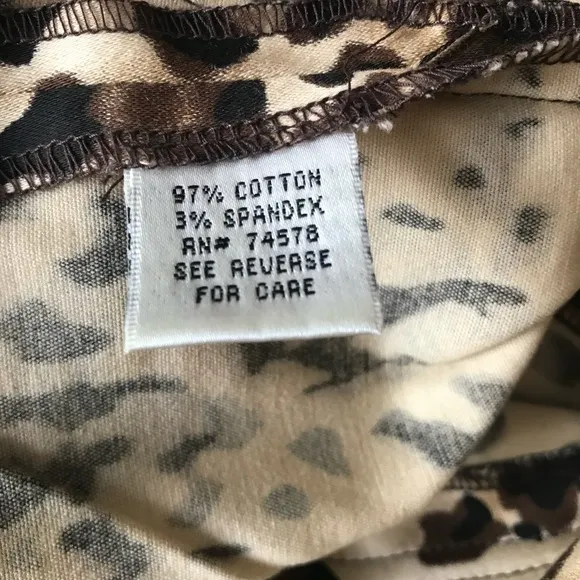 97% COTTON
3% SPANDEX
RN# 74578
SEE REVERSE
FOR CARE